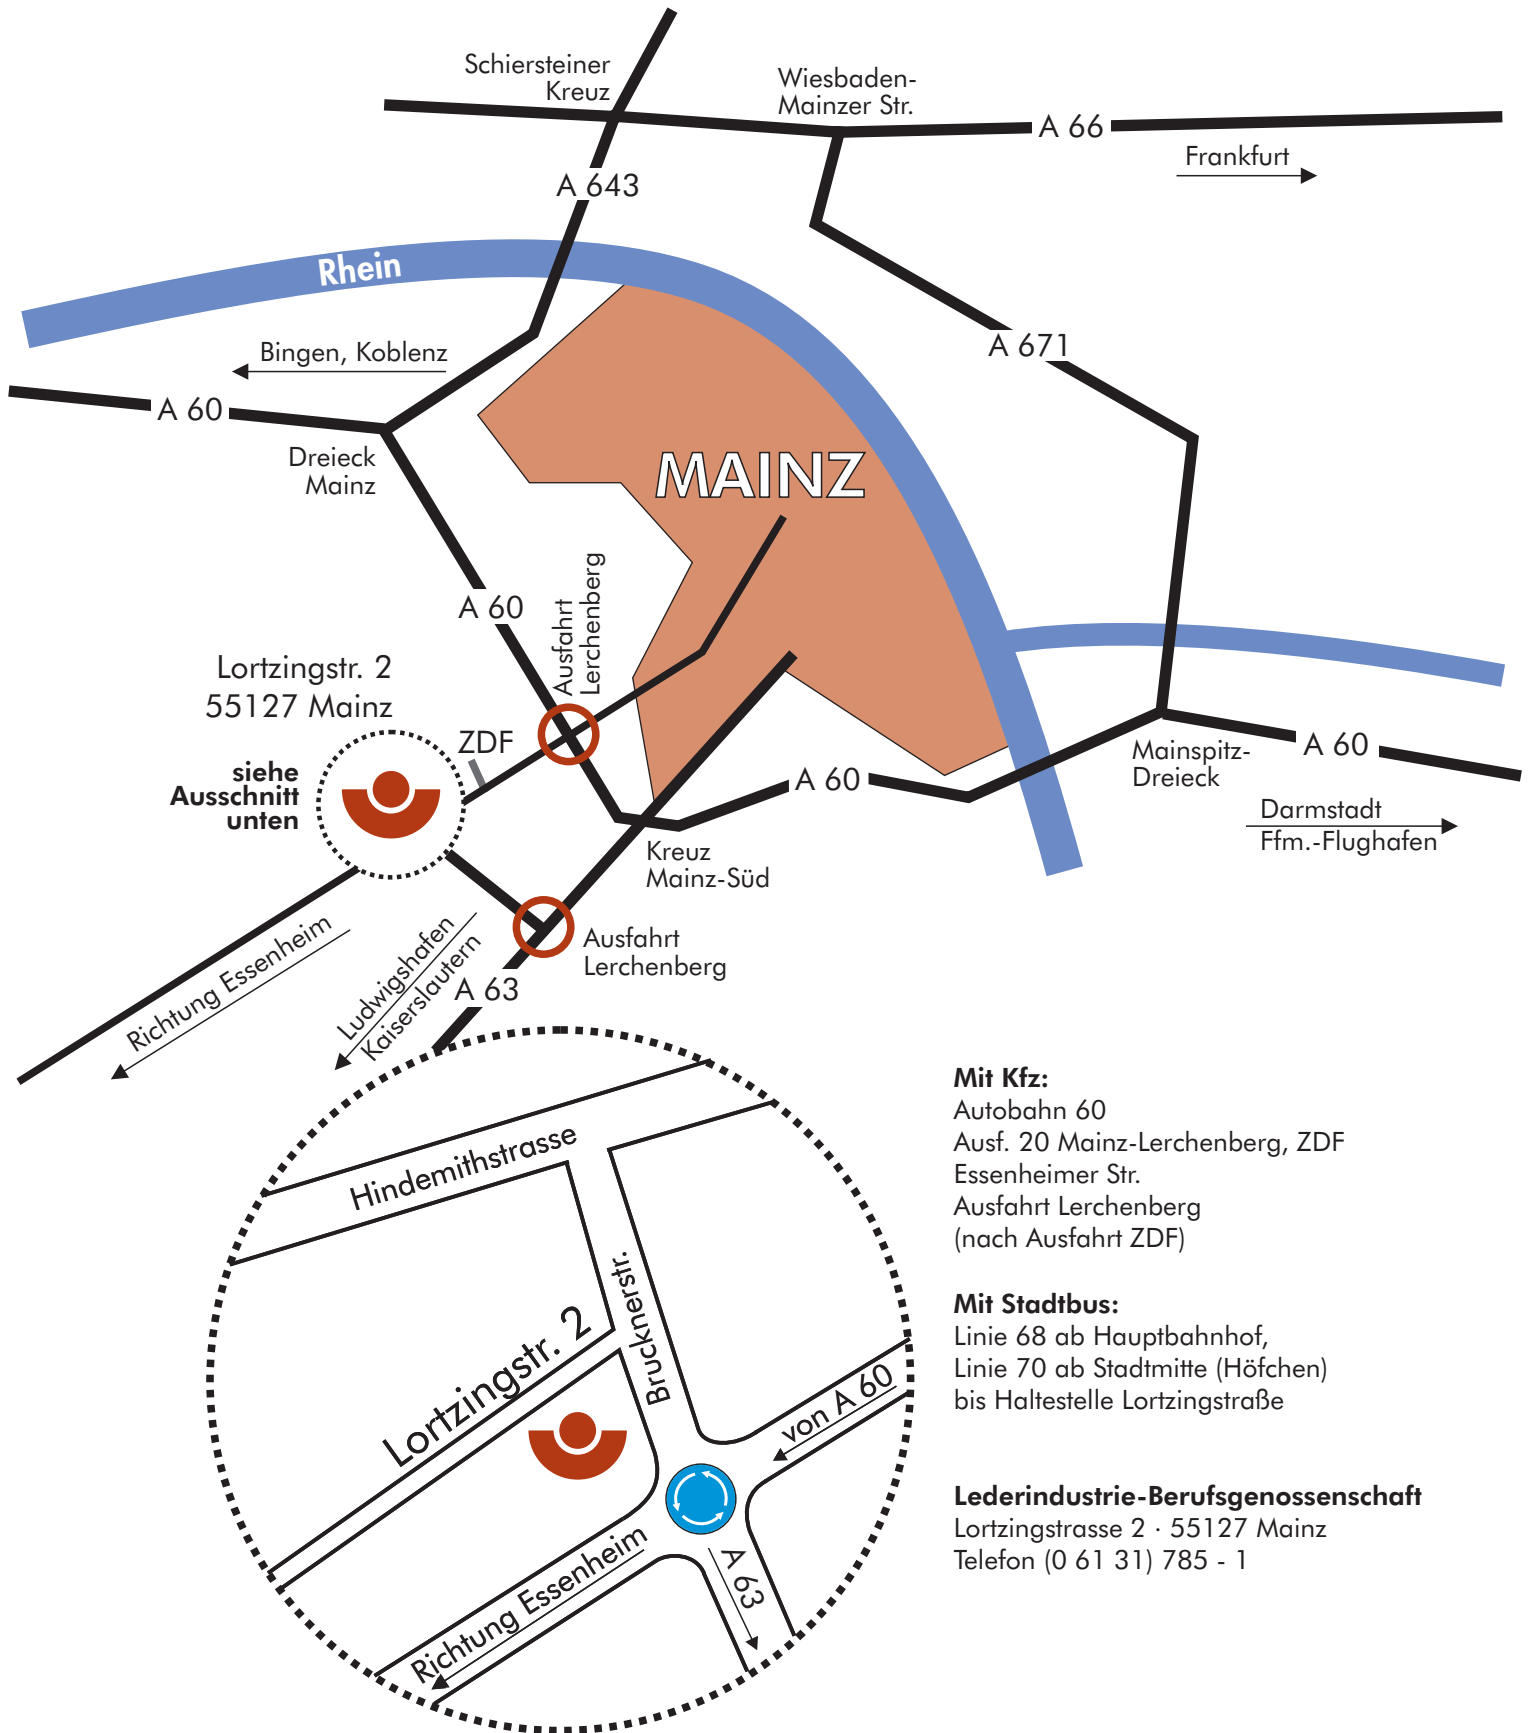 Schiersteiner
Kreuz
Wiesbaden-
Mainzer Str.
A 66
Frankfurt
A 643
Rhein
Bingen, Koblenz
A 671
A 60
Dreieck
Mainz
MAINZ
A 60
Ausfahrt
Lerchenberg
Lortzingstr. 2
55127 Mainz
ZDF
siehe
Ausschnitt
unten
A 60
Mainspitz-
Dreieck
A 60
Darmstadt
Ffm.-Flughafen
Kreuz
Mainz-Süd
Ausfahrt
Lerchenberg
Richtung Essenheim
Ludwigshafen
Kaiserslautern
A 63
Hindemithstrasse
Brucknerstr.
Lortzingstr. 2
von A 60
Richtung Essenheim
A 63
Mit Kfz:
Autobahn 60
Ausf. 20 Mainz-Lerchenberg, ZDF
Essenheimer Str.
Ausfahrt Lerchenberg
(nach Ausfahrt ZDF)
Mit Stadtbus:
Linie 68 ab Hauptbahnhof,
Linie 70 ab Stadtmitte (Höfchen)
bis Haltestelle Lortzingstraße
Lederindustrie-Berufsgenossenschaft
Lortzingstrasse 2 · 55127 Mainz
Telefon (0 61 31) 785 - 1